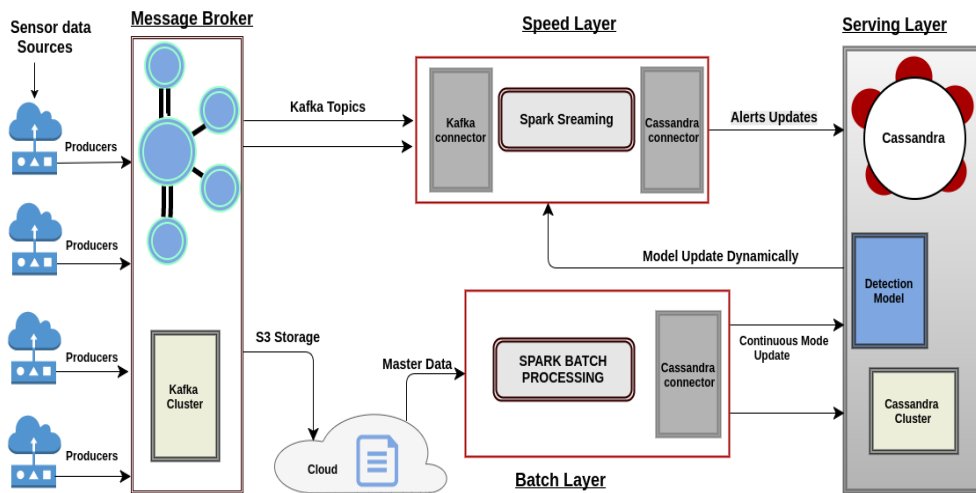 Sensor data
Sources
Message Broker
Speed Layer
Serving Layer
Producers
Producers
Producers
Producers
Kafka
Cluster
Kafka Topics
Kafka
connector
Spark Sreaming
Cassandra
connector
Alerts Updates
Cassandra
Model Update Dynamically
Detection
Model
S3 Storage
Cloud
Master Data
SPARK BATCH
PROCESSING
Cassandra
connector
Continuous Mode
Update
Cassandra
Cluster
Batch Layer